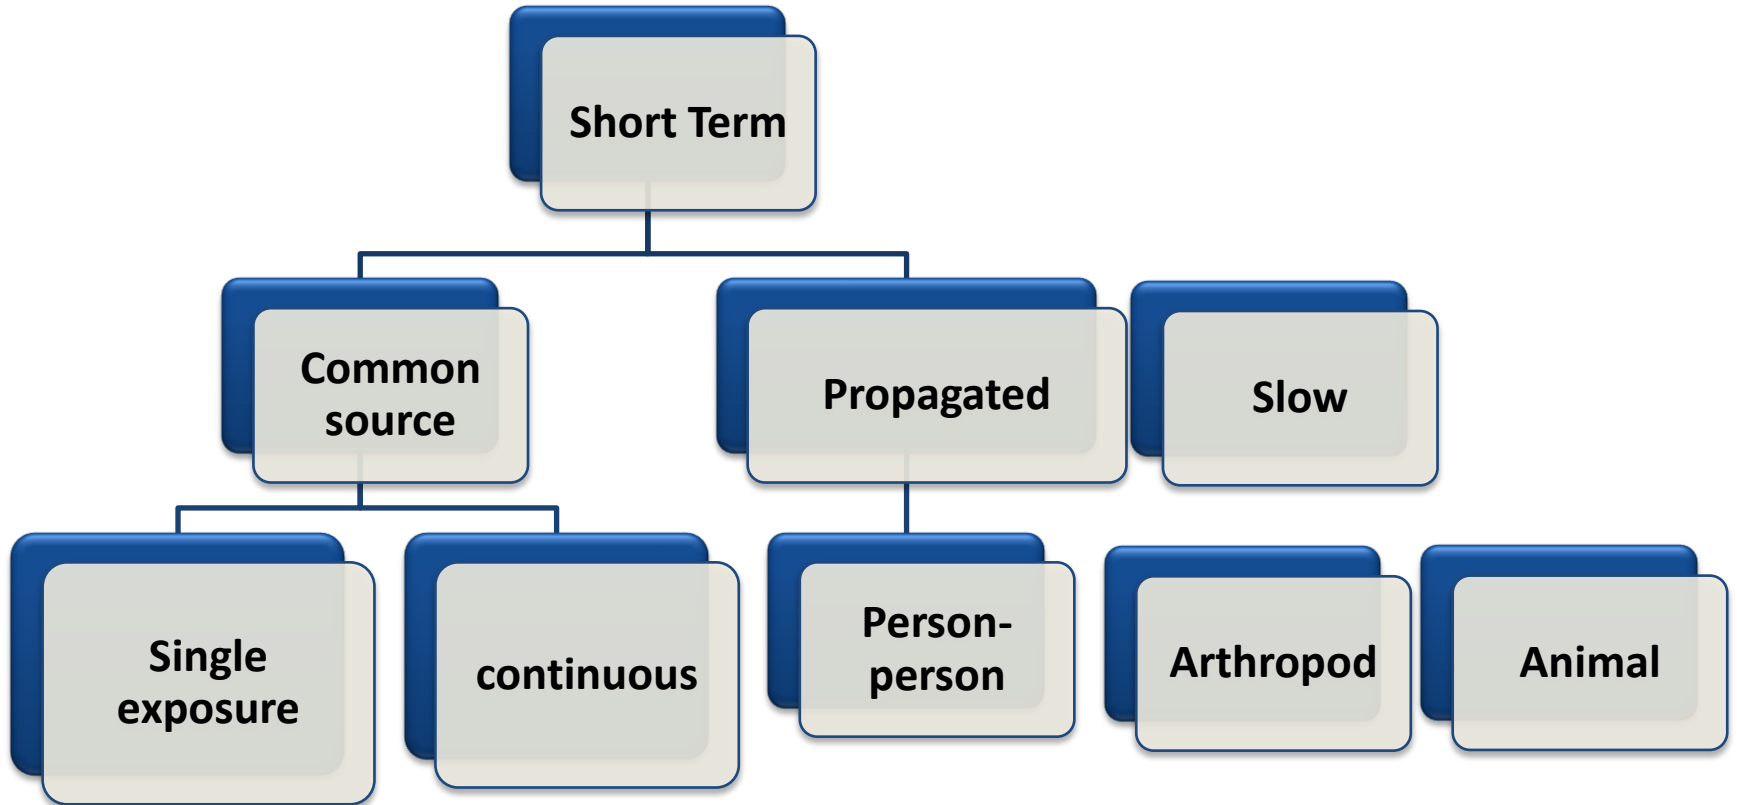 Short Term
Common
source
Propagated
Slow
Single
exposure
continuous
Person-
person
Arthropod
Animal